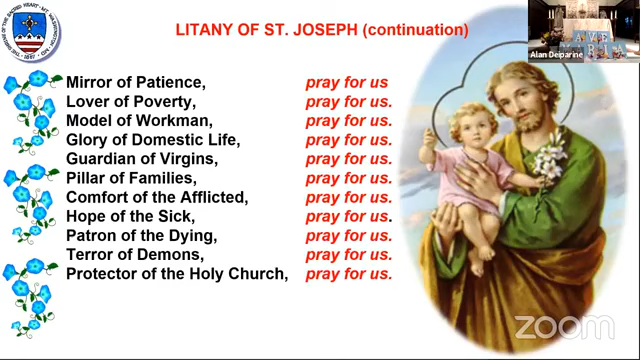 LITANY OF ST. JOSEPH (continuation)
Mirror of Patience, pray for us
Lover of Poverty, pray for us.
Model of Workman, pray for us.
Glory of Domestic Life, pray for us.
Guardian of Virgins, pray for us.
Pillar of Families, pray for us.
Comfort of the Afflicted, pray for us.
Hope of the Sick, pray for us.
Patron of the Dying, pray for us.
Terror of Demons, pray for us.
Protector of the Holy Church, pray for us.
AVE
MARIA
Alan Deiparine
zoom